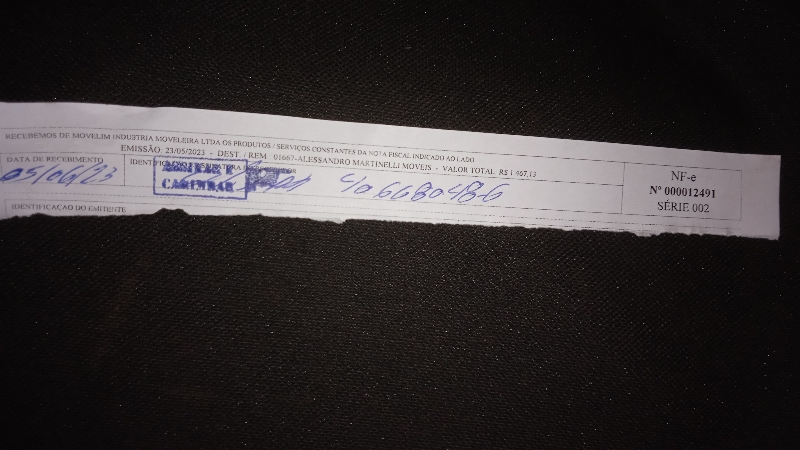 RECEBEMOS DE MOVELIM INDUSTRIA MOVELEIRA LTDA OS PRODUTOS / SERVIÇOS CONSTANTES DA NOTA FISCAL INDICADO AO LADO
EMISSÃO: 23/05/2023 - DEST. / REM.: 01667-ALESSANDRO MARTINELLI MOVEIS - VALOR TOTAL: R$ 1.467,13
DATA DE RECEBIMENTO
05/06/23
ASSINAR E
CARIMBAR
406680486
NF-e
Nº 000012491
SÉRIE 002
IDENTIFICAÇÃO DO EMITENTE